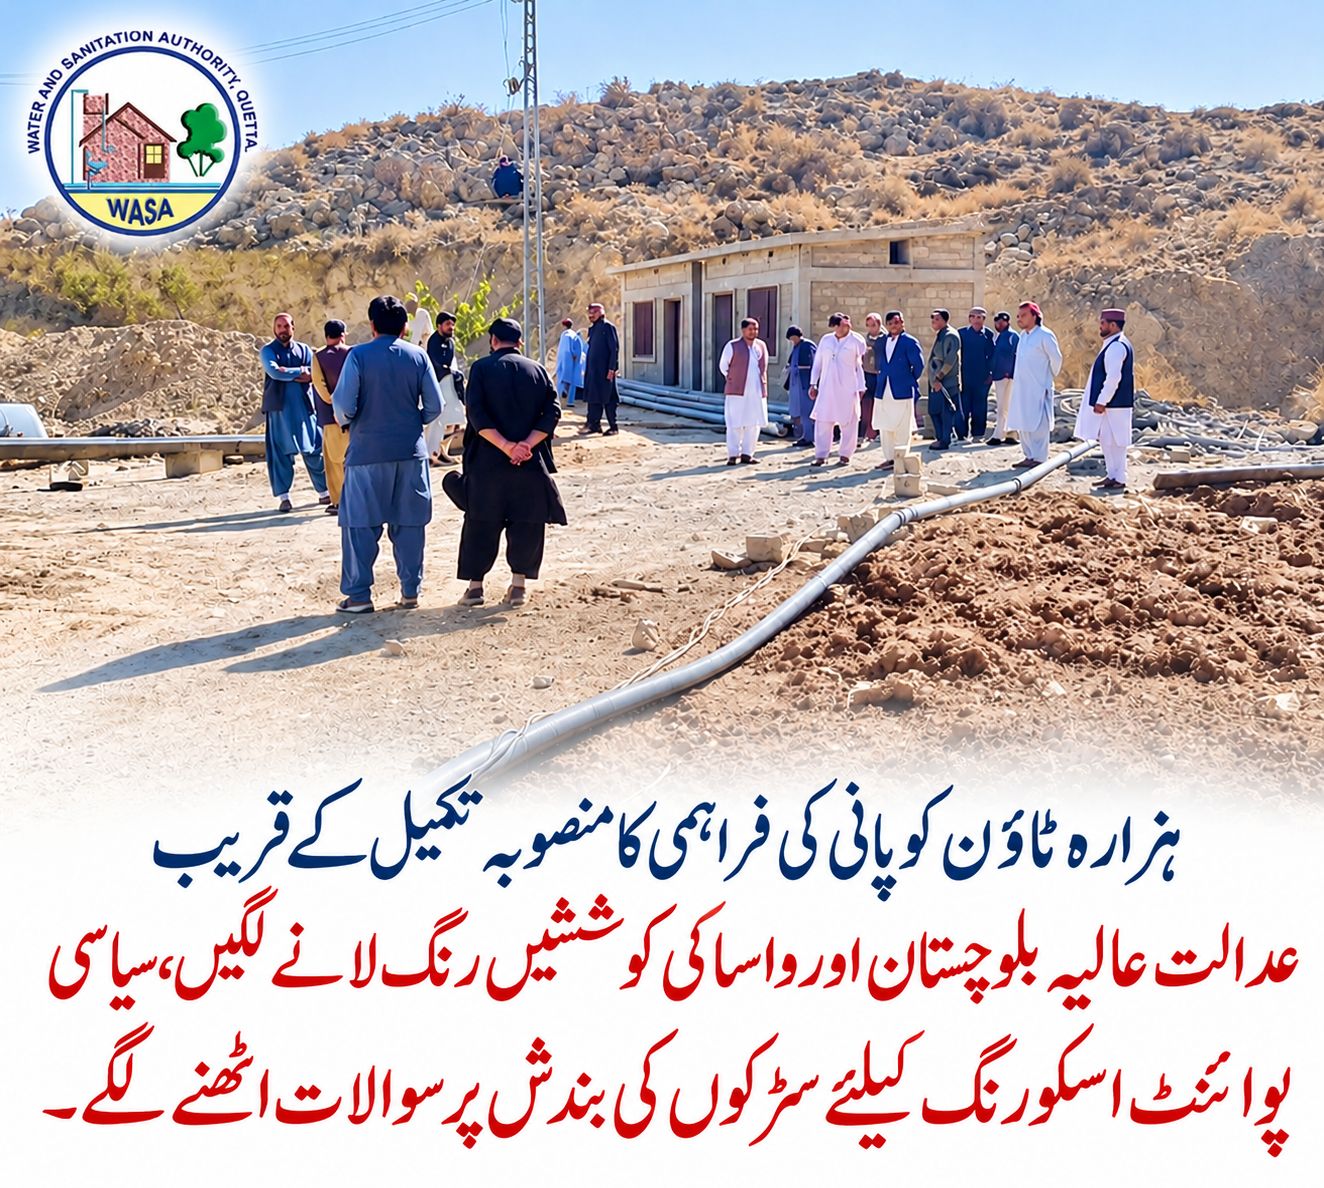 WATER AND SANITATION AUTHORITY, QUETTA.
WASA
ہزارہ ٹاؤن کو پانی کی فراہمی کا منصوبہ تکمیل کے قریب
عدالت عالیہ بلوچستان اور واسا کی کوششیں رنگ لانے لگیں، سیاسی
پوائنٹ اسکورنگ کیلئے سڑکوں کی بندش پر سوالات اٹھنے لگے۔